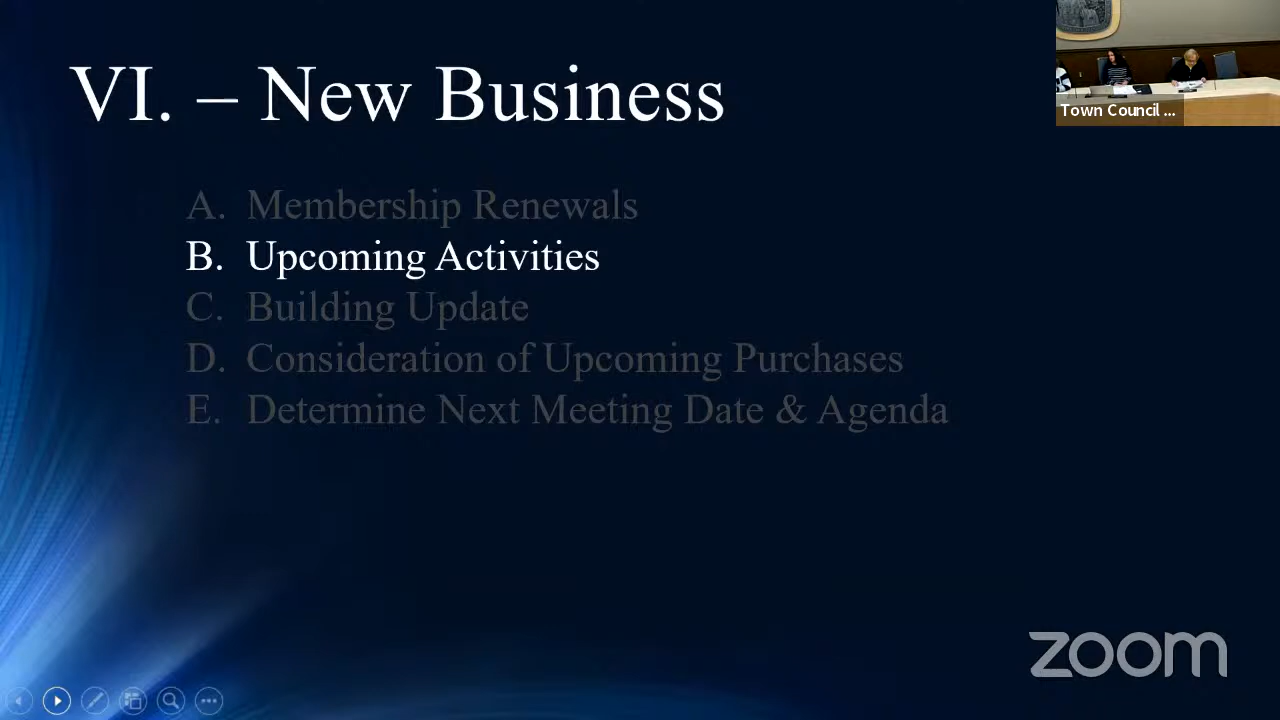 VI. – New Business
Town Council ...
A. Membership Renewals
B. Upcoming Activities
C. Building Update
D. Consideration of Upcoming Purchases
E. Determine Next Meeting Date & Agenda
zoom